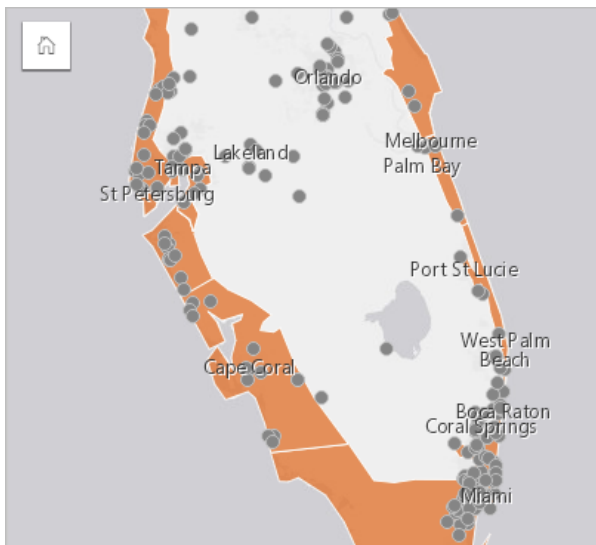 Orlando
Melbourne
Lakeland
Palm Bay
Tampa
St Petersburg
Port St Lucie
West Palm
Beach
Cape Coral
Boca Raton
Coral Springs
Miami